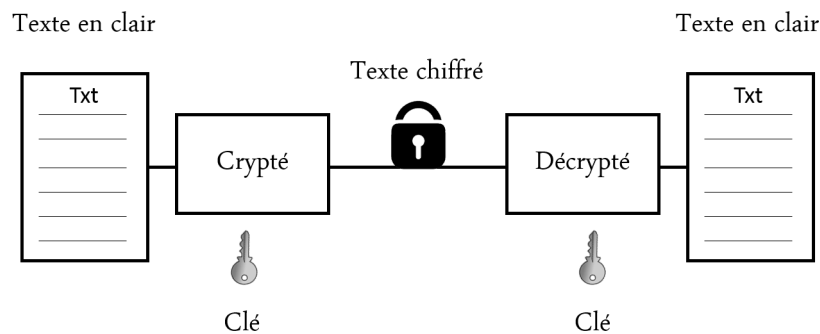 Texte en clair
Texte en clair
Texte chiffré
Txt
Txt
Crypté
Décrypté
Clé
Clé